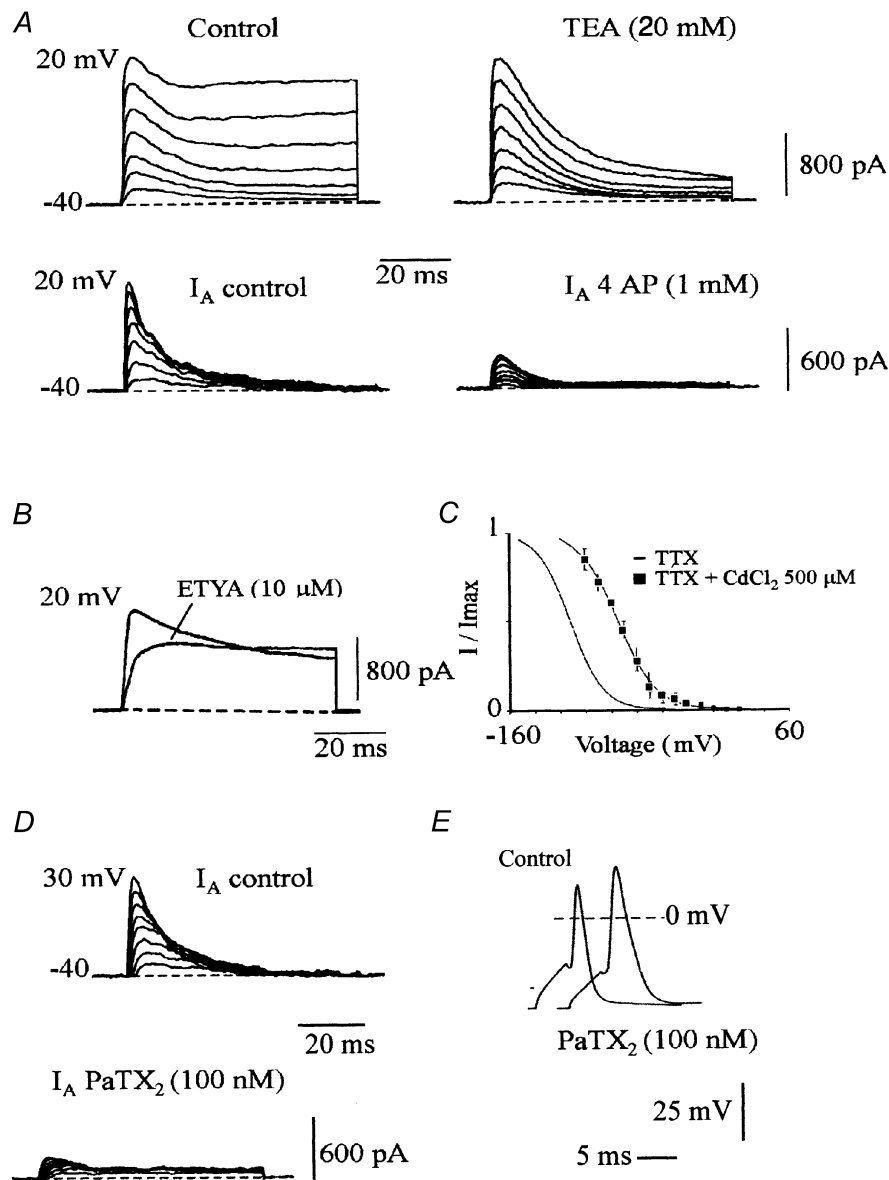 A
Control
TEA (20 mM)
20 mV
-40
800 pA
20 ms
20 mV
I_A control
I_A 4 AP (1 mM)
-40
600 pA
B
ETYA (10 µM)
20 mV
800 pA
20 ms
C
1
TTX
TTX + CdCl₂ 500 µM
I / Imax
0
-160
Voltage (mV)
60
D
30 mV
I_A control
-40
20 ms
I_A PaTX₂ (100 nM)
600 pA
E
Control
0 mV
PaTX₂ (100 nM)
25 mV
5 ms